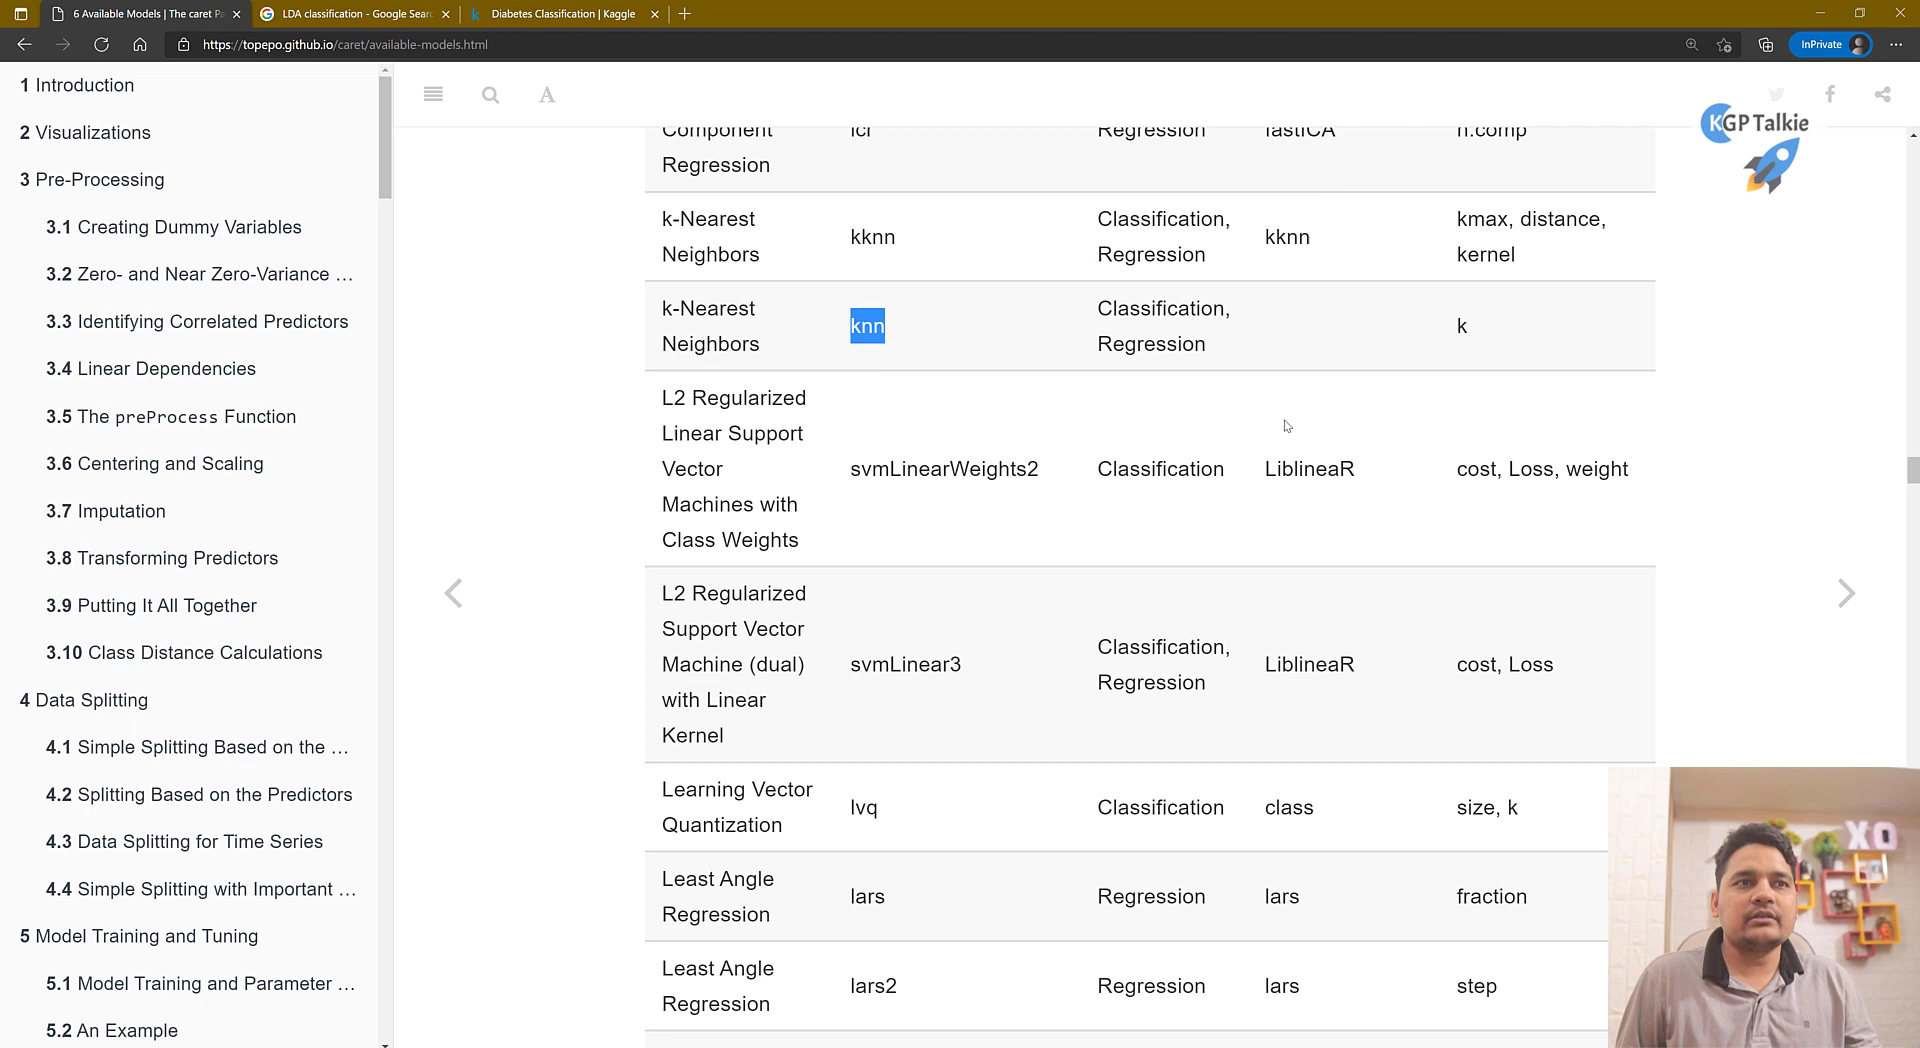 6 Available Models | The caret Pa
LDA classification - Google Searc
Diabetes Classification | Kaggle
https://topepo.github.io/caret/available-models.html
InPrivate
1 Introduction
2 Visualizations
3 Pre-Processing
3.1 Creating Dummy Variables
3.2 Zero- and Near Zero-Variance …
3.3 Identifying Correlated Predictors
3.4 Linear Dependencies
3.5 The preProcess Function
3.6 Centering and Scaling
3.7 Imputation
3.8 Transforming Predictors
3.9 Putting It All Together
3.10 Class Distance Calculations
4 Data Splitting
4.1 Simple Splitting Based on the …
4.2 Splitting Based on the Predictors
4.3 Data Splitting for Time Series
4.4 Simple Splitting with Important …
5 Model Training and Tuning
5.1 Model Training and Parameter …
5.2 An Example
A
KGP Talkie
Component icr Regression fastICA n.comp
Regression
k-Nearest Classification, kmax, distance,
kknn kknn
Neighbors Regression kernel
k-Nearest Classification,
knn k
Neighbors Regression
L2 Regularized
Linear Support
Vector svmLinearWeights2 Classification LiblineaR cost, Loss, weight
Machines with
Class Weights
L2 Regularized
Support Vector Classification,
Machine (dual) svmLinear3 LiblineaR cost, Loss
with Linear Regression
Kernel
Learning Vector
lvq Classification class size, k
Quantization
Least Angle
lars Regression lars fraction
Regression
Least Angle
lars2 Regression lars step
Regression
XO